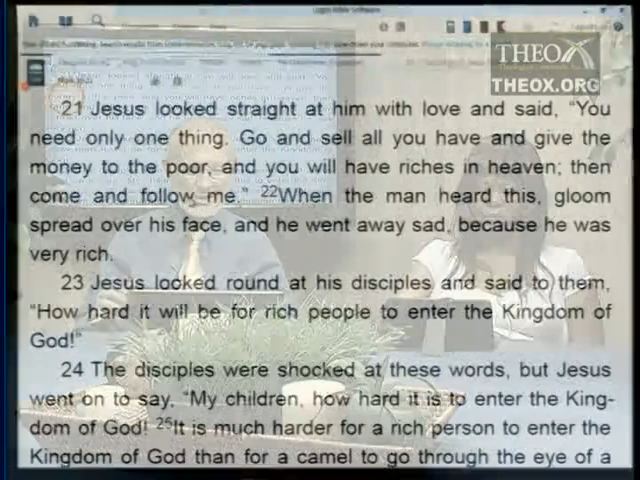 Logos Bible Software
THEOX
THEOX.ORG
21 Jesus looked straight at him with love and said, “You
need only one thing. Go and sell all you have and give the
money to the poor, and you will have riches in heaven; then
come and follow me.” 22When the man heard this, gloom
spread over his face, and he went away sad, because he was
very rich.
23 Jesus looked round at his disciples and said to them,
“How hard it will be for rich people to enter the Kingdom of
God!”
24 The disciples were shocked at these words, but Jesus
went on to say, “My children, how hard it is to enter the King-
dom of God! 25It is much harder for a rich person to enter the
Kingdom of God than for a camel to go through the eye of a